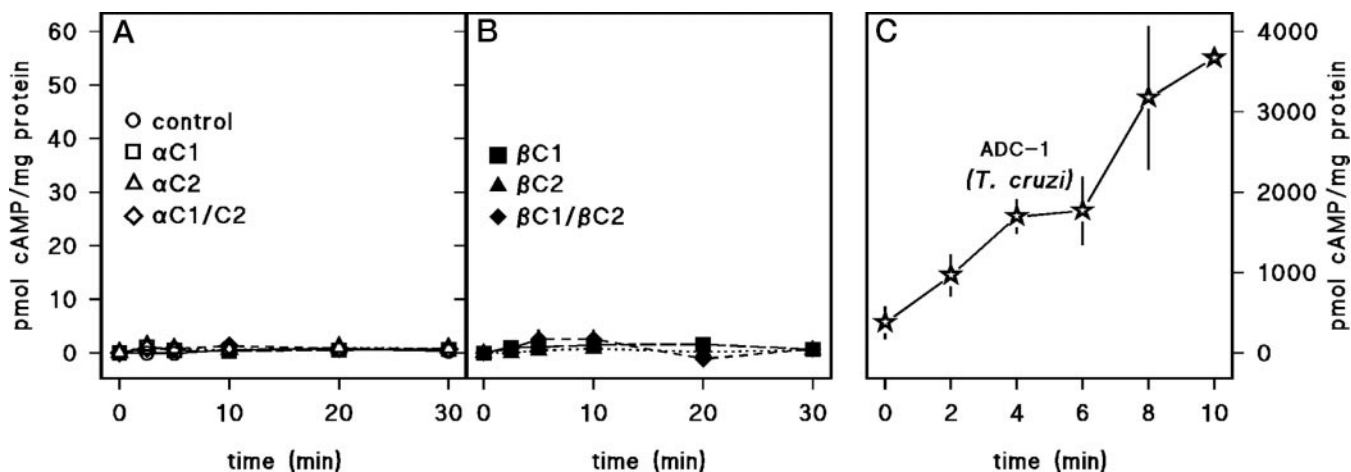 A
B
C
pmol cAMP/mg protein
60
50
40
30
20
10
0
control
αC1
αC2
αC1/C2
0
10
20
30
time (min)
βC1
βC2
βC1/βC2
0
10
20
30
time (min)
ADC-1
(T. cruzi)
4000
3000
2000
1000
0
pmol cAMP/mg protein
0
2
4
6
8
10
time (min)